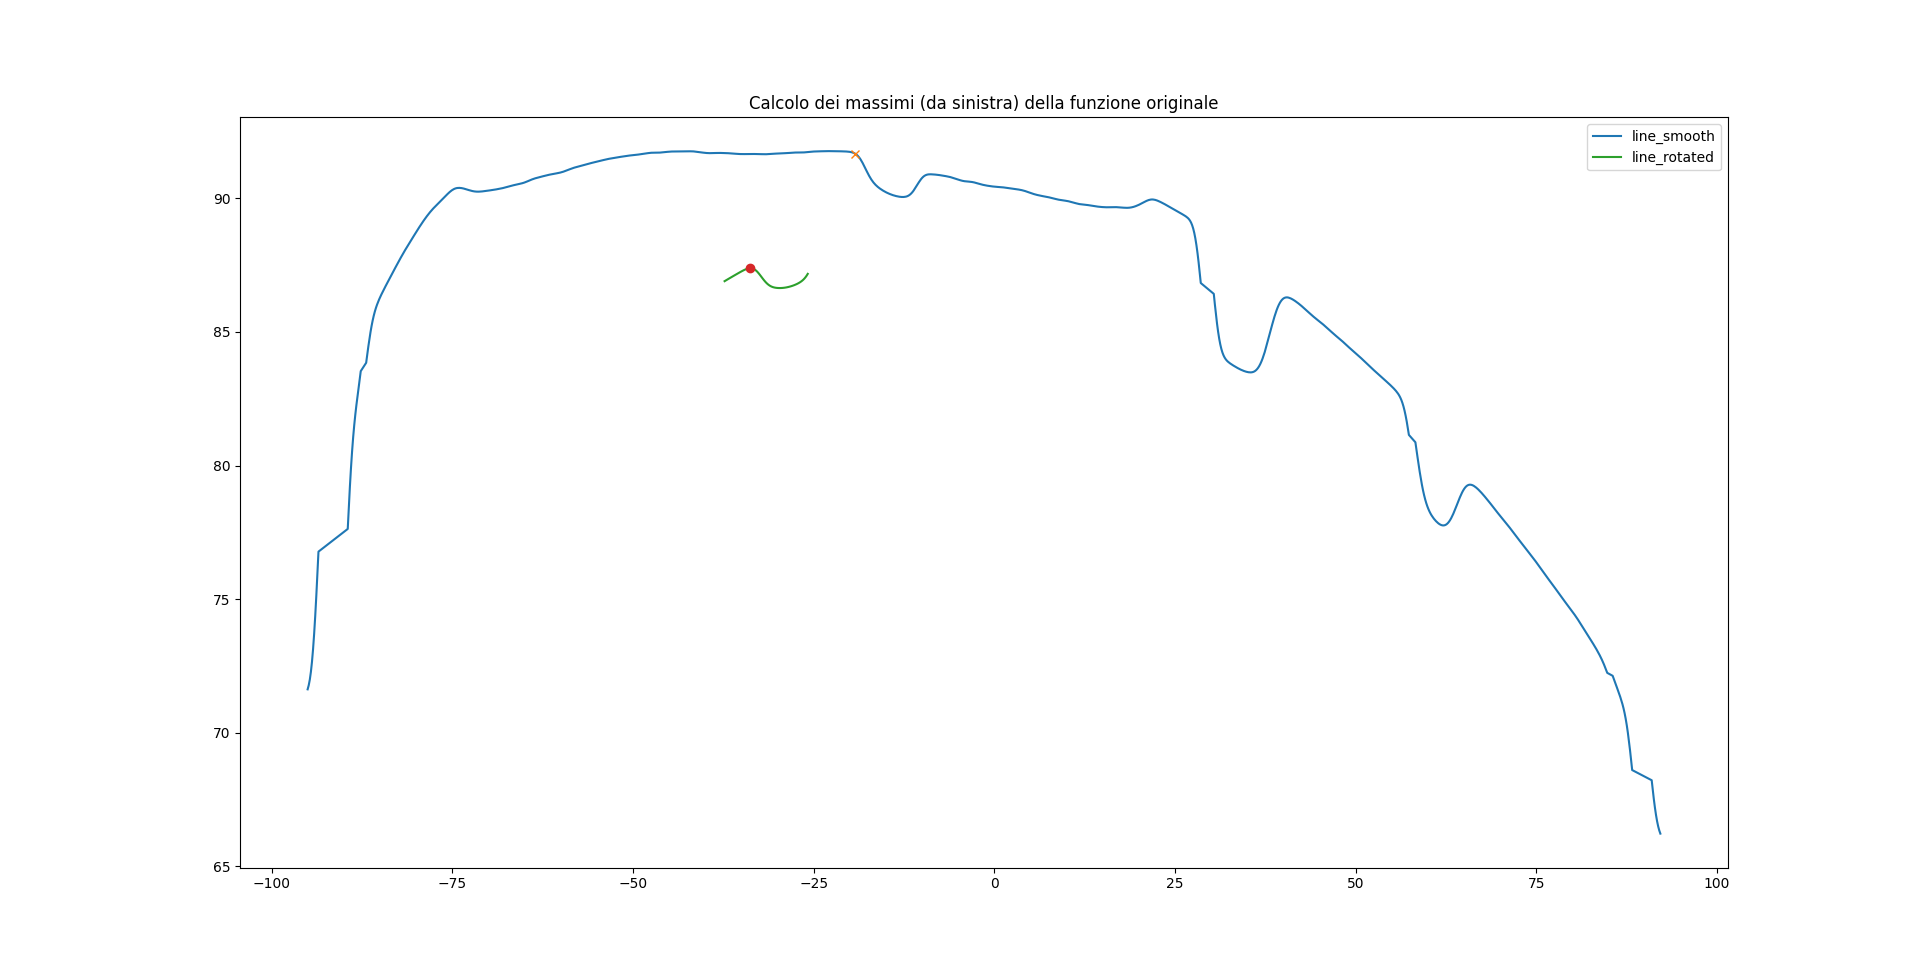 Calcolo dei massimi (da sinistra) della funzione originale
line_smooth
line_rotated
90
85
80
75
70
65
−100 −75 −50 −25 0 25 50 75 100